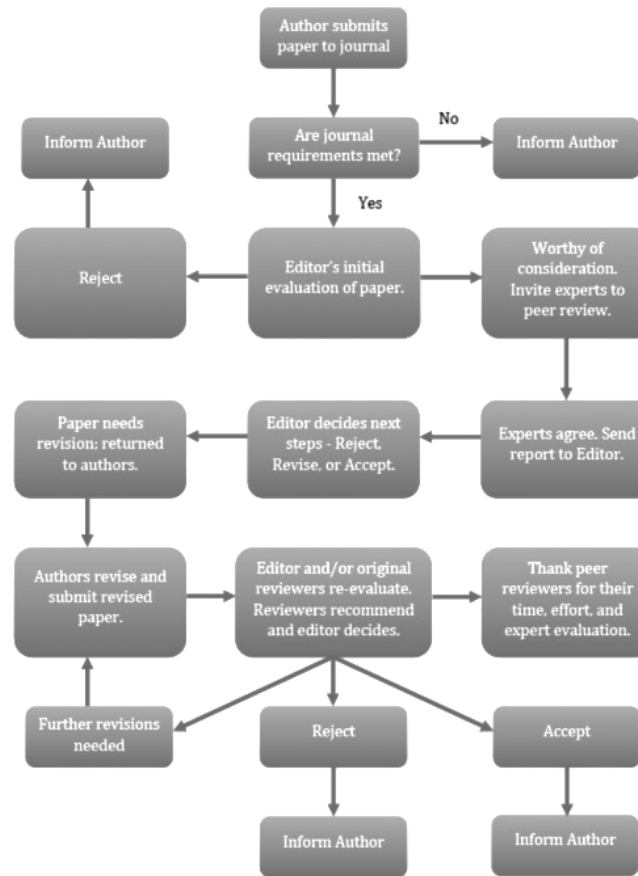 Author submits
paper to journal
No
Inform Author
Are journal
requirements met?
Inform Author
Yes
Reject
Editor's initial
evaluation of paper.
Worthy of
consideration.
Invite experts to
peer review.
Paper needs
revision; returned
to authors.
Editor decides next
steps - Reject,
Revise, or Accept.
Experts agree. Send
report to Editor.
Authors revise and
submit revised
paper.
Editor and/or original
reviewers re-evaluate.
Reviewers recommend
and editor decides.
Thank peer
reviewers for their
time, effort, and
expert evaluation.
Further revisions
needed
Reject
Accept
Inform Author
Inform Author